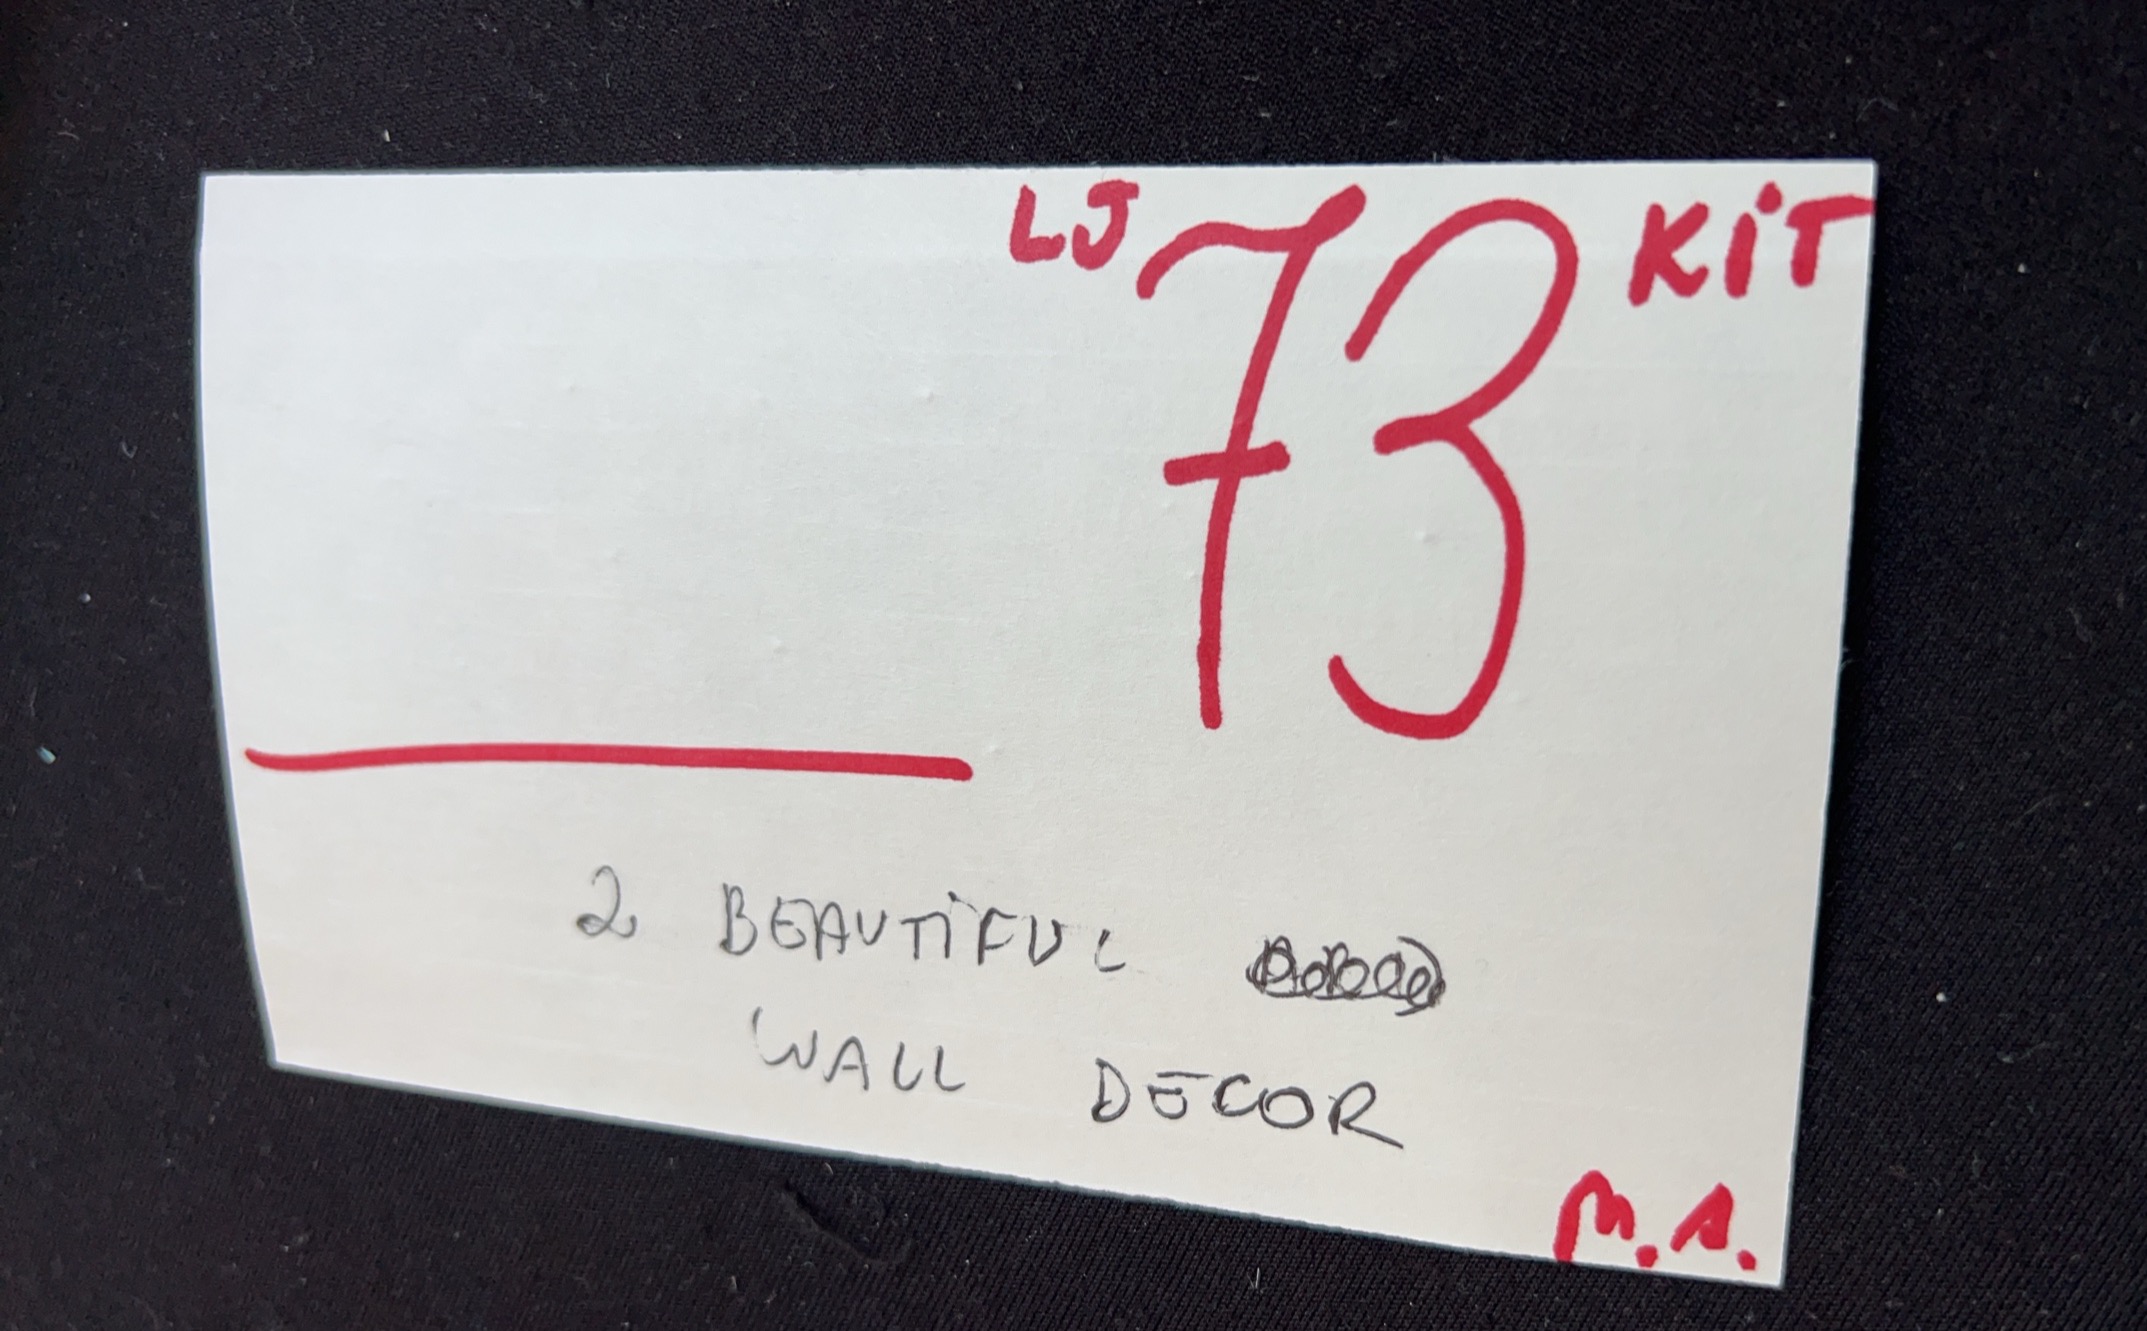 LJ 73 KiT
2 BEAUTiFUL
WALL DECOR
M.A.